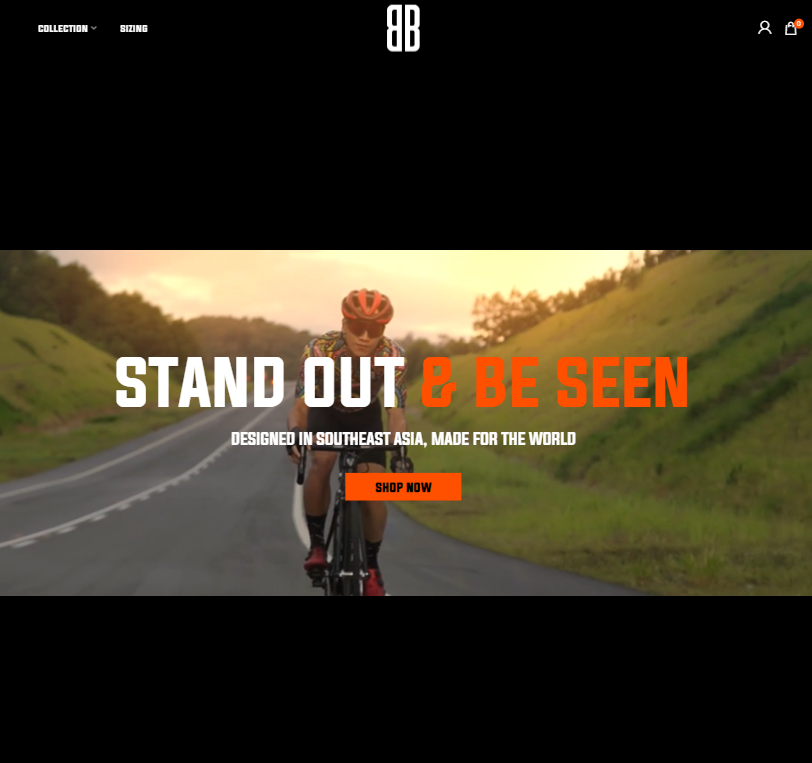 COLLECTION
SIZING
BB
0
STAND OUT & BE SEEN
DESIGNED IN SOUTHEAST ASIA, MADE FOR THE WORLD
SHOP NOW